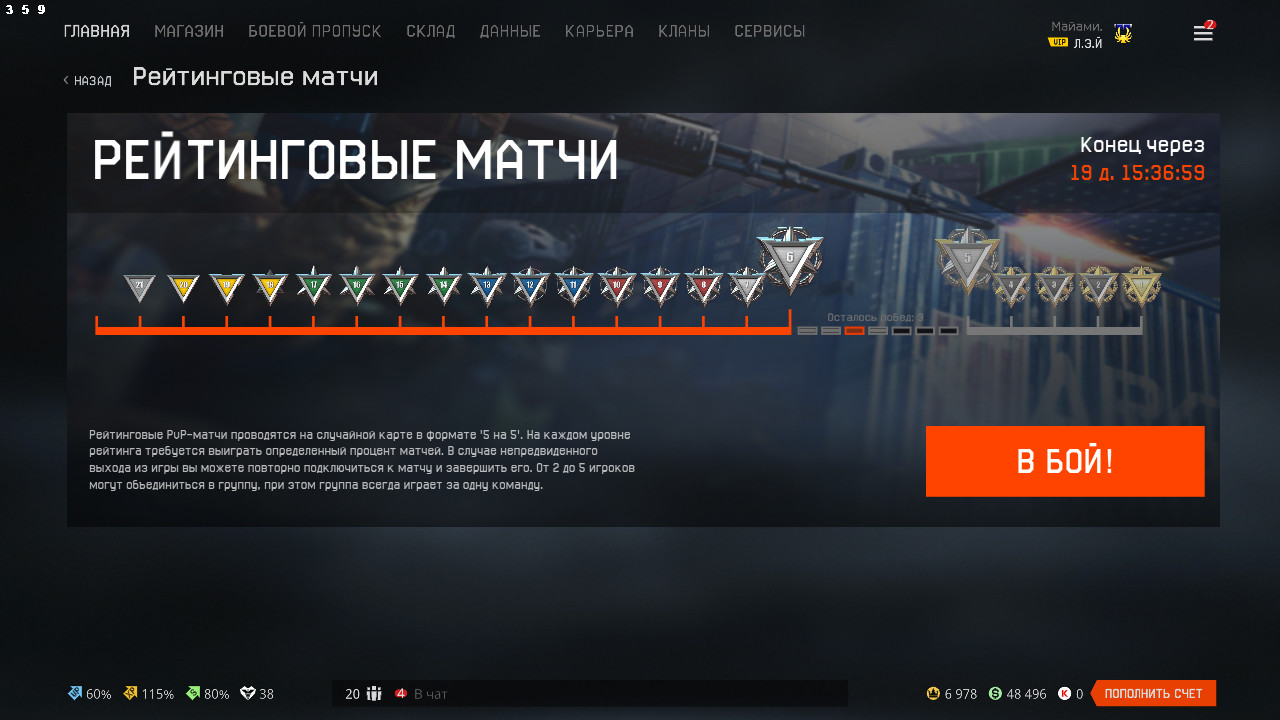 359
ГЛАВНАЯ МАГАЗИН БОЕВОЙ ПРОПУСК СКЛАД ДАННЫЕ КАРЬЕРА КЛАНЫ СЕРВИСЫ
Майами.
VIP Л.Э.Й
2
НАЗАД Рейтинговые матчи
РЕЙТИНГОВЫЕ МАТЧИ
Конец через
19 д. 15:36:59
21 20 19 18 17 16 15 14 13 12 11 10 9 8 7 6 5 4 3 2 1
Осталось побед: 3
Рейтинговые PvP-матчи проводятся на случайной карте в формате '5 на 5'. На каждом уровне
рейтинга требуется выиграть определенный процент матчей. В случае непредвиденного
выхода из игры вы можете повторно подключиться к матчу и завершить его. От 2 до 5 игроков
могут объединиться в группу, при этом группа всегда играет за одну команду.
В БОЙ!
60% 115% 80% 38
20 4 В чат
6 978 48 496 K 0 ПОПОЛНИТЬ СЧЕТ